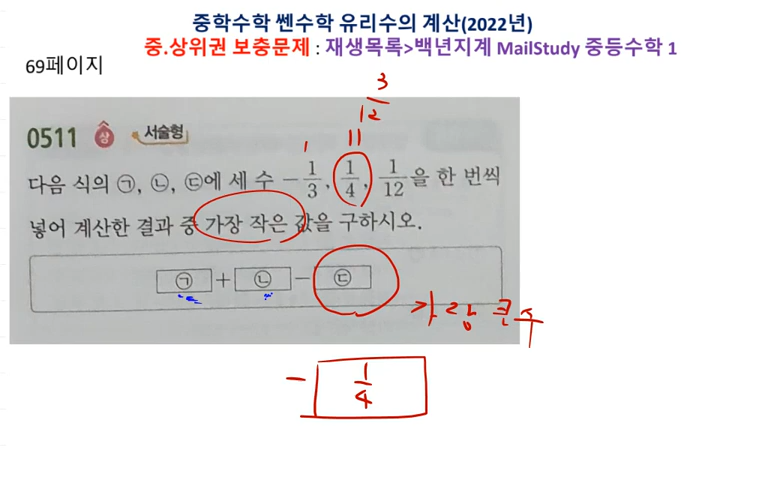 중학수학 쎈수학 유리수의 계산(2022년)
중.상위권 보충문제 : 재생목록>백년지계 MailStudy 중등수학 1
69페이지
3/12
0511 상 서술형
다음 식의 ㉠, ㉡, ㉢에 세 수 -1/3, 1/4, 1/12을 한 번씩
넣어 계산한 결과 중 가장 작은 값을 구하시오.
㉠ + ㉡ - ㉢
가장 큰 수
- 1/4